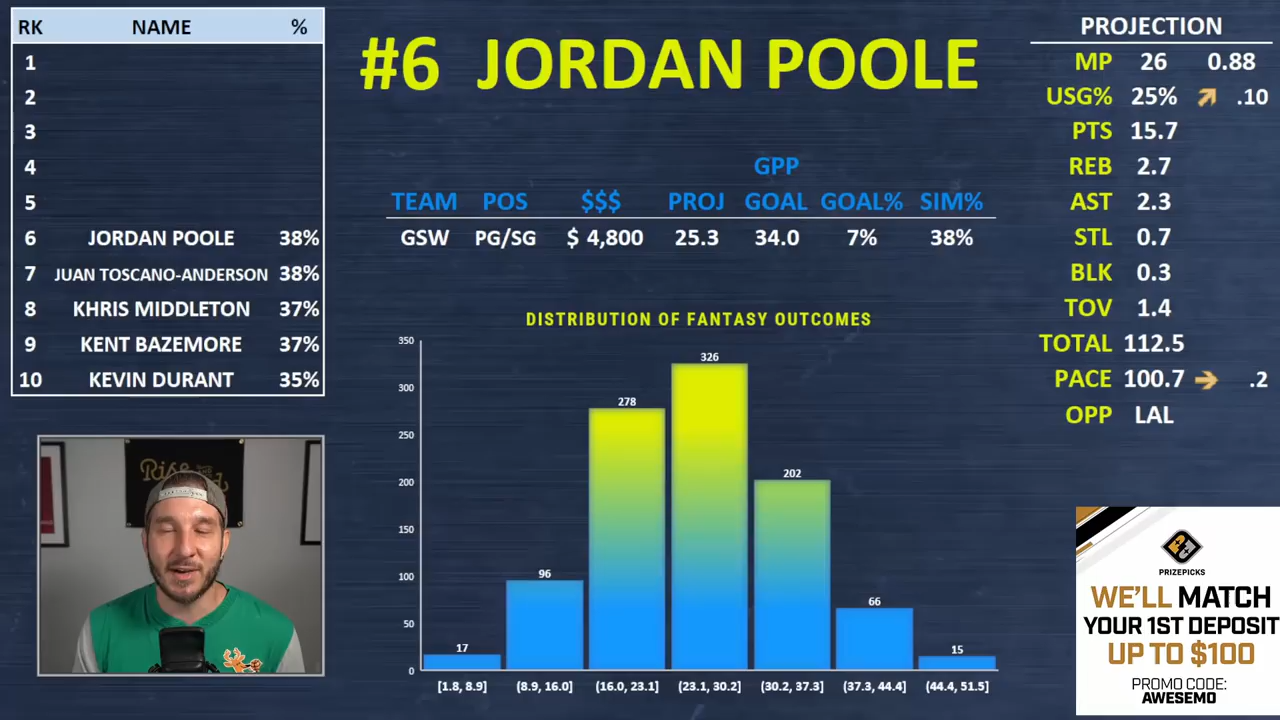 RK NAME %
1
2
3
4
5
6 JORDAN POOLE 38%
7 JUAN TOSCANO-ANDERSON 38%
8 KHRIS MIDDLETON 37%
9 KENT BAZEMORE 37%
10 KEVIN DURANT 35%
#6 JORDAN POOLE
GPP
TEAM POS $$$ PROJ GOAL GOAL% SIM%
GSW PG/SG $ 4,800 25.3 34.0 7% 38%
DISTRIBUTION OF FANTASY OUTCOMES
350
300
250
200
150
100
50
0
17
96
278
326
202
66
15
[1.8, 8.9] (8.9, 16.0] (16.0, 23.1] (23.1, 30.2] (30.2, 37.3] (37.3, 44.4] (44.4, 51.5]
PROJECTION
MP 26 0.88
USG% 25% .10
PTS 15.7
REB 2.7
AST 2.3
STL 0.7
BLK 0.3
TOV 1.4
TOTAL 112.5
PACE 100.7 .2
OPP LAL
PRIZEPICKS
WE'LL MATCH
YOUR 1ST DEPOSIT
UP TO $100
PROMO CODE:
AWESEMO